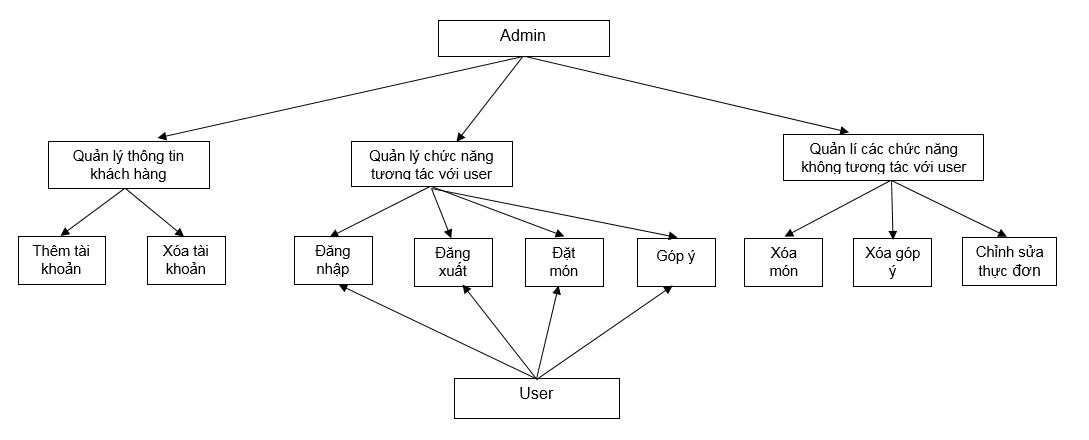 Admin
Quản lý thông tin
khách hàng
Quản lý chức năng
tương tác với user
Quản lí các chức năng
không tương tác với user
Thêm tài
khoản
Xóa tài
khoản
Đăng
nhập
Đăng
xuất
Đặt
món
Góp ý
Xóa
món
Xóa góp
ý
Chỉnh sửa
thực đơn
User